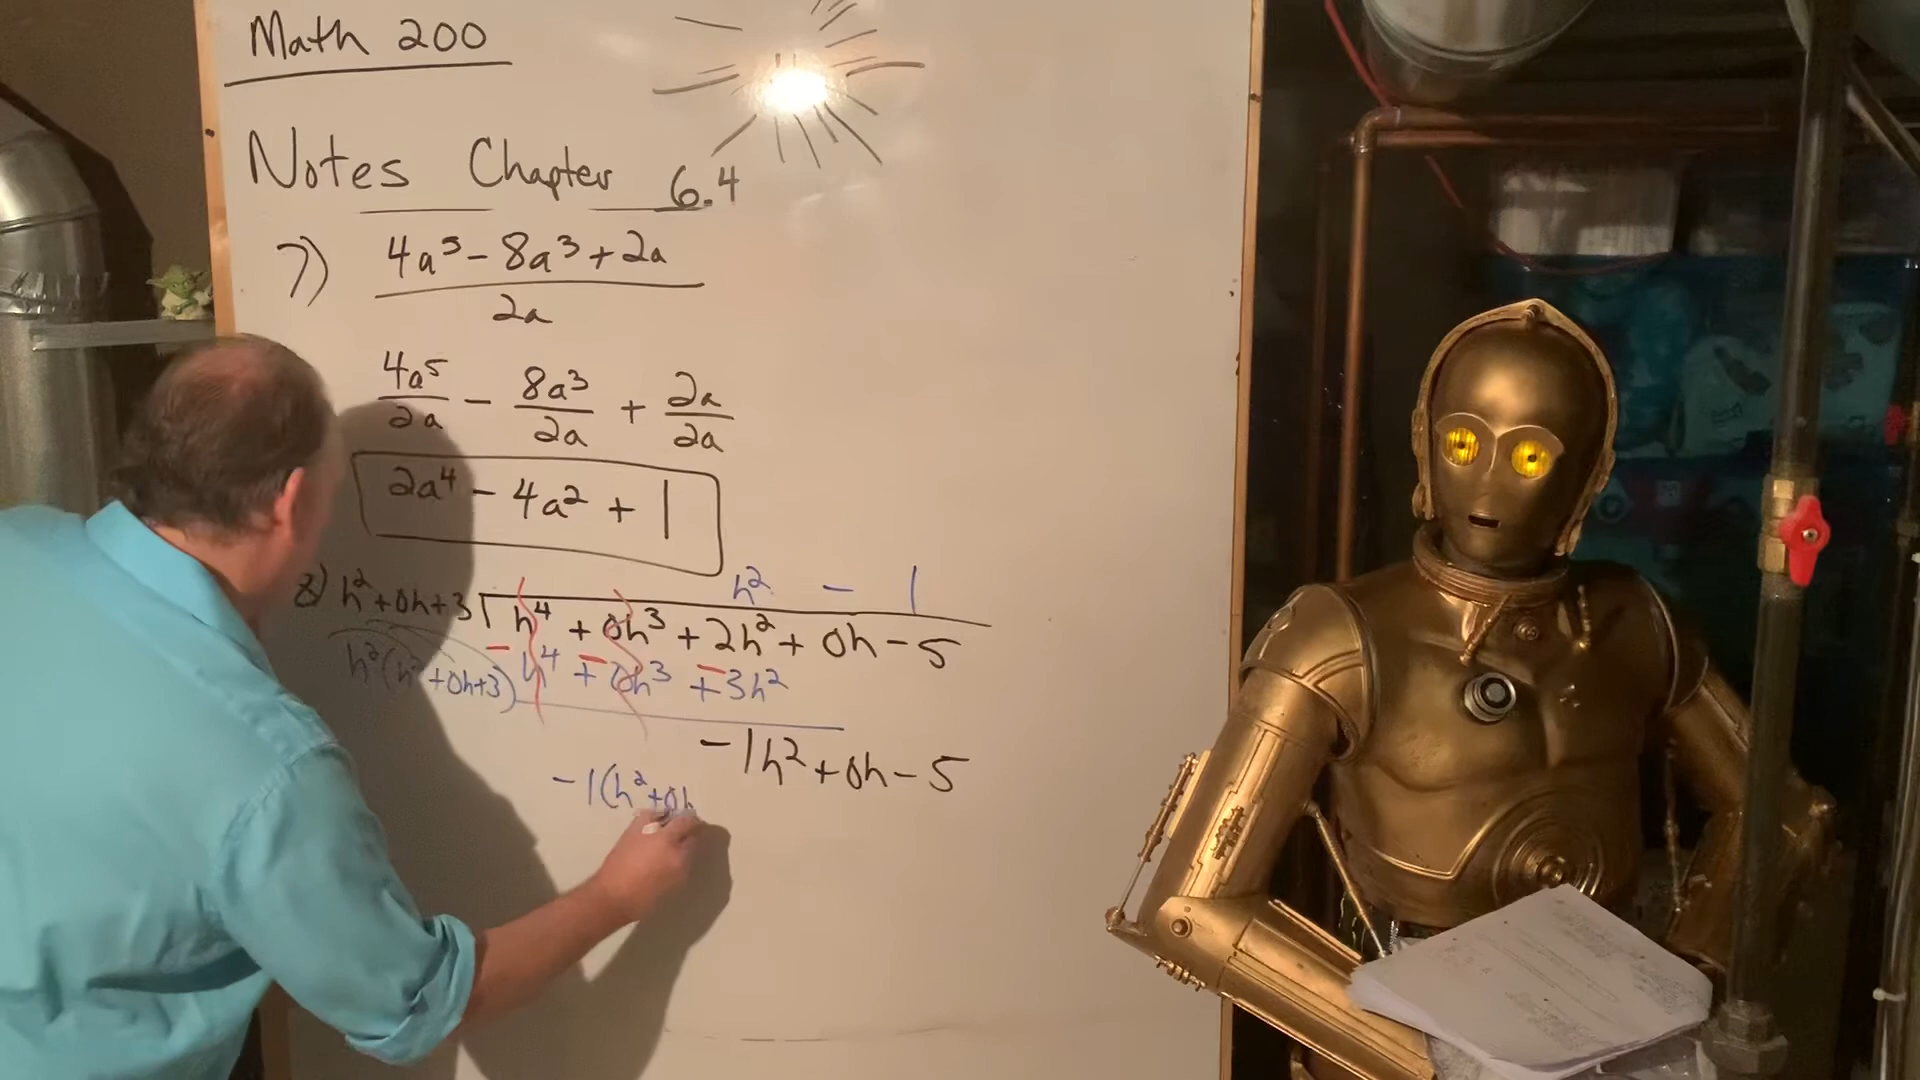 Math 200
Notes Chapter 6.4
7) 4a⁵ - 8a³ + 2a
2a
4a⁵/2a - 8a³/2a + 2a/2a
2a⁴ - 4a² + 1
h² - 1
8) h² + 0h + 3 h⁴ + 0h³ + 2h² + 0h - 5
h²(h² + 0h + 3) - h⁴ + 0h³ + 3h²
-1h² + 0h - 5
-1(h² + 0h